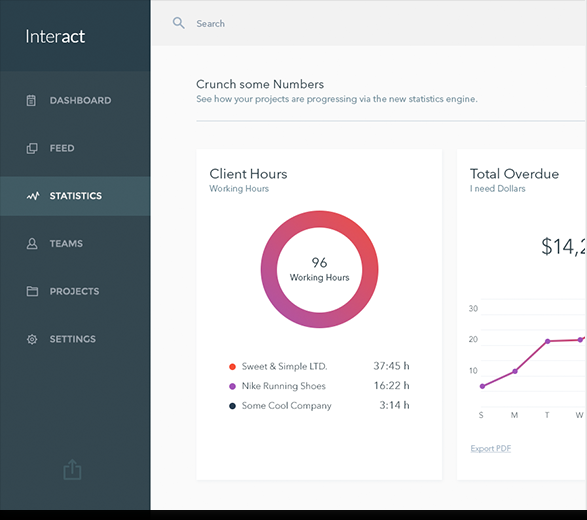 Interact
Search
DASHBOARD
FEED
STATISTICS
TEAMS
PROJECTS
SETTINGS
Crunch some Numbers
See how your projects are progressing via the new statistics engine.
Client Hours
Working Hours
96
Working Hours
Sweet & Simple LTD. 37:45 h
Nike Running Shoes 16:22 h
Some Cool Company 3:14 h
Total Overdue
I need Dollars
$14,2
30
20
10
S M T W
Export PDF